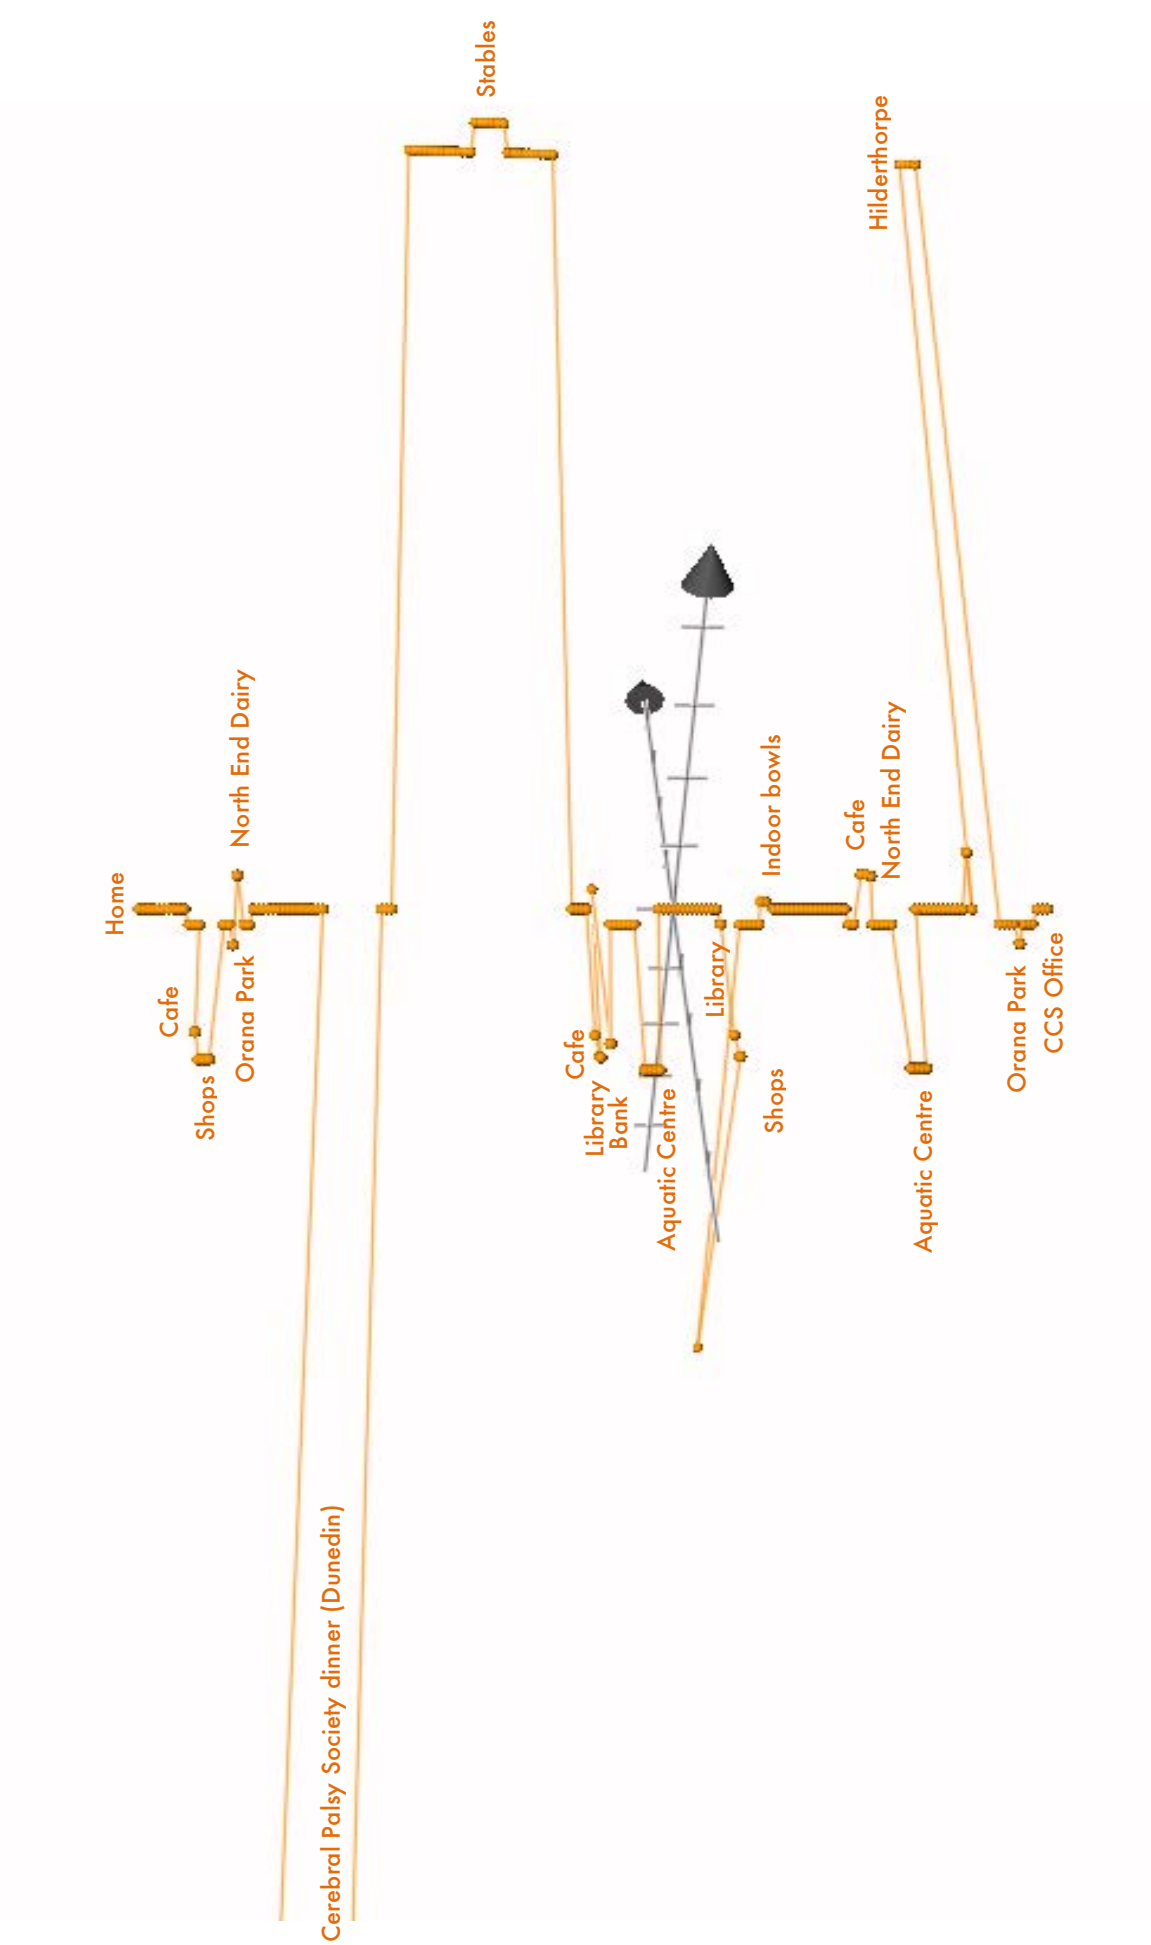 Stables
Hilderthorpe
North End Dairy
Home
Indoor bowls
Cafe
North End Dairy
Cafe
Orana Park
Shops
Library
Cafe
Library
Bank
Aquatic Centre
Shops
Orana Park
CCS Office
Aquatic Centre
Cerebral Palsy Society dinner (Dunedin)